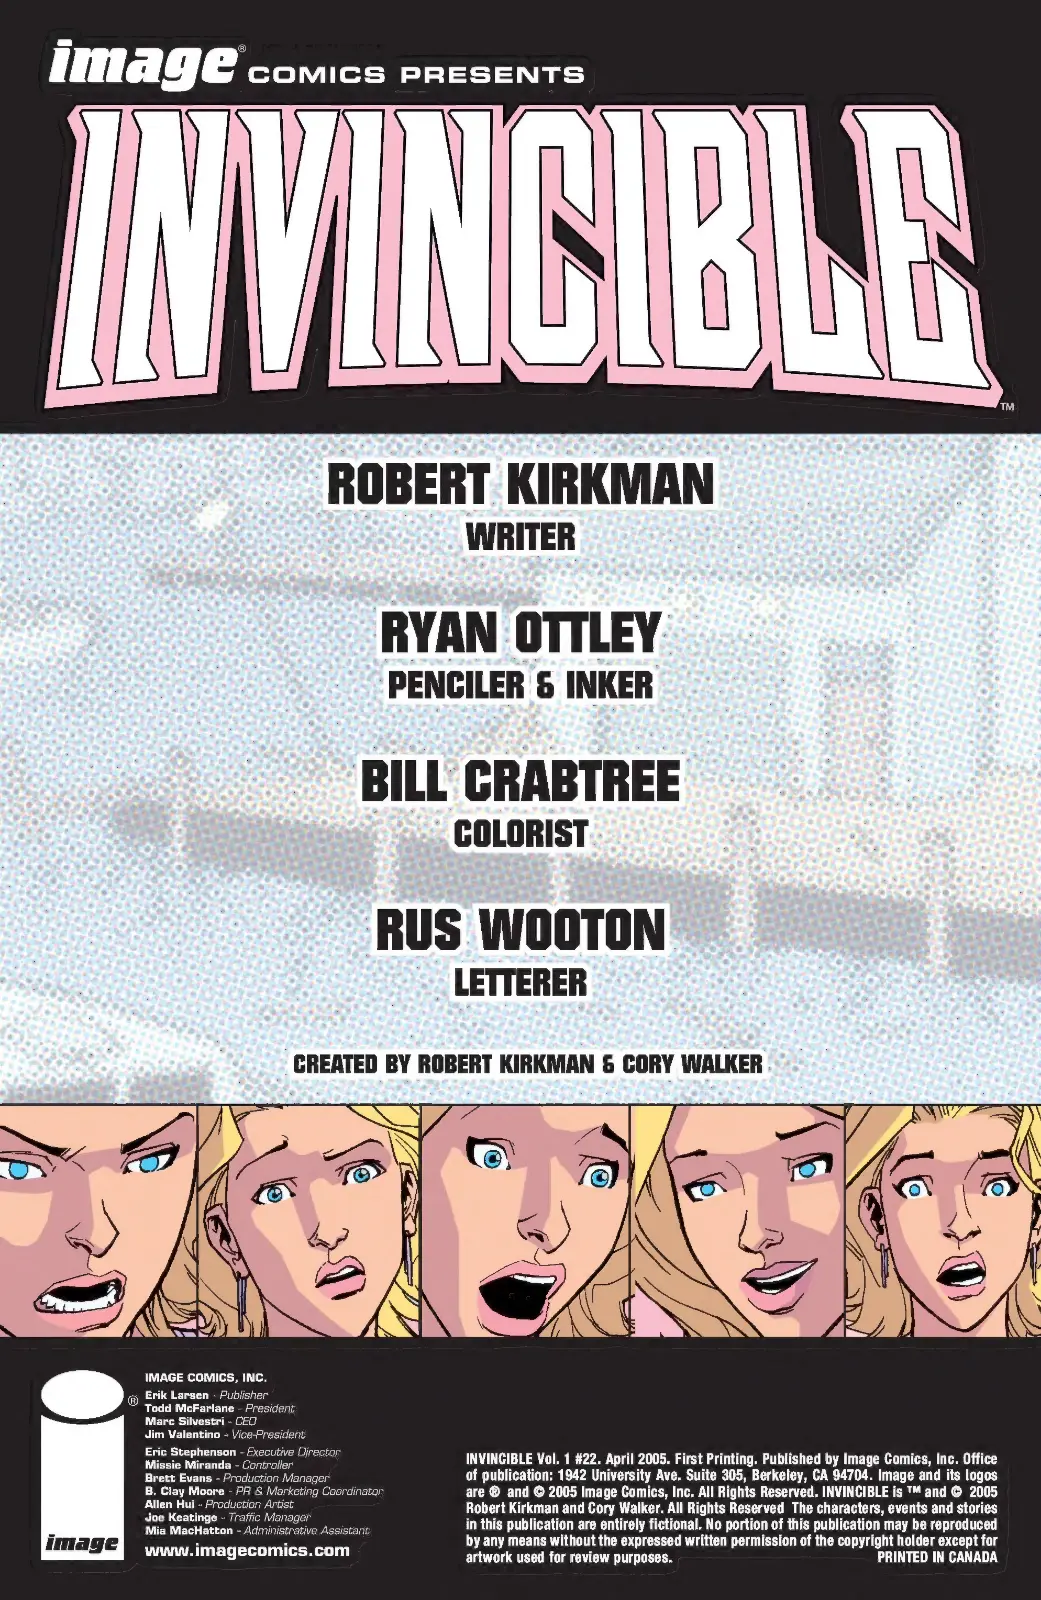 image® COMICS PRESENTS
INVINCIBLE™
ROBERT KIRKMAN
WRITER
RYAN OTTLEY
PENCILER & INKER
BILL CRABTREE
COLORIST
RUS WOOTON
LETTERER
CREATED BY ROBERT KIRKMAN & CORY WALKER
IMAGE COMICS, INC.
Erik Larsen - Publisher
Todd McFarlane - President
Marc Silvestri - CEO
Jim Valentino - Vice-President
Eric Stephenson - Executive Director
Missie Miranda - Controller
Brett Evans - Production Manager
B. Clay Moore - PR & Marketing Coordinator
Allen Hui - Production Artist
Joe Keatinge - Traffic Manager
Mia MacHatton - Administrative Assistant
www.imagecomics.com
®
image
INVINCIBLE Vol. 1 #22. April 2005. First Printing. Published by Image Comics, Inc. Office
of publication: 1942 University Ave. Suite 305, Berkeley, CA 94704. Image and its logos
are ® and © 2005 Image Comics, Inc. All Rights Reserved. INVINCIBLE is ™ and © 2005
Robert Kirkman and Cory Walker. All Rights Reserved The characters, events and stories
in this publication are entirely fictional. No portion of this publication may be reproduced
by any means without the expressed written permission of the copyright holder except for
artwork used for review purposes. PRINTED IN CANADA